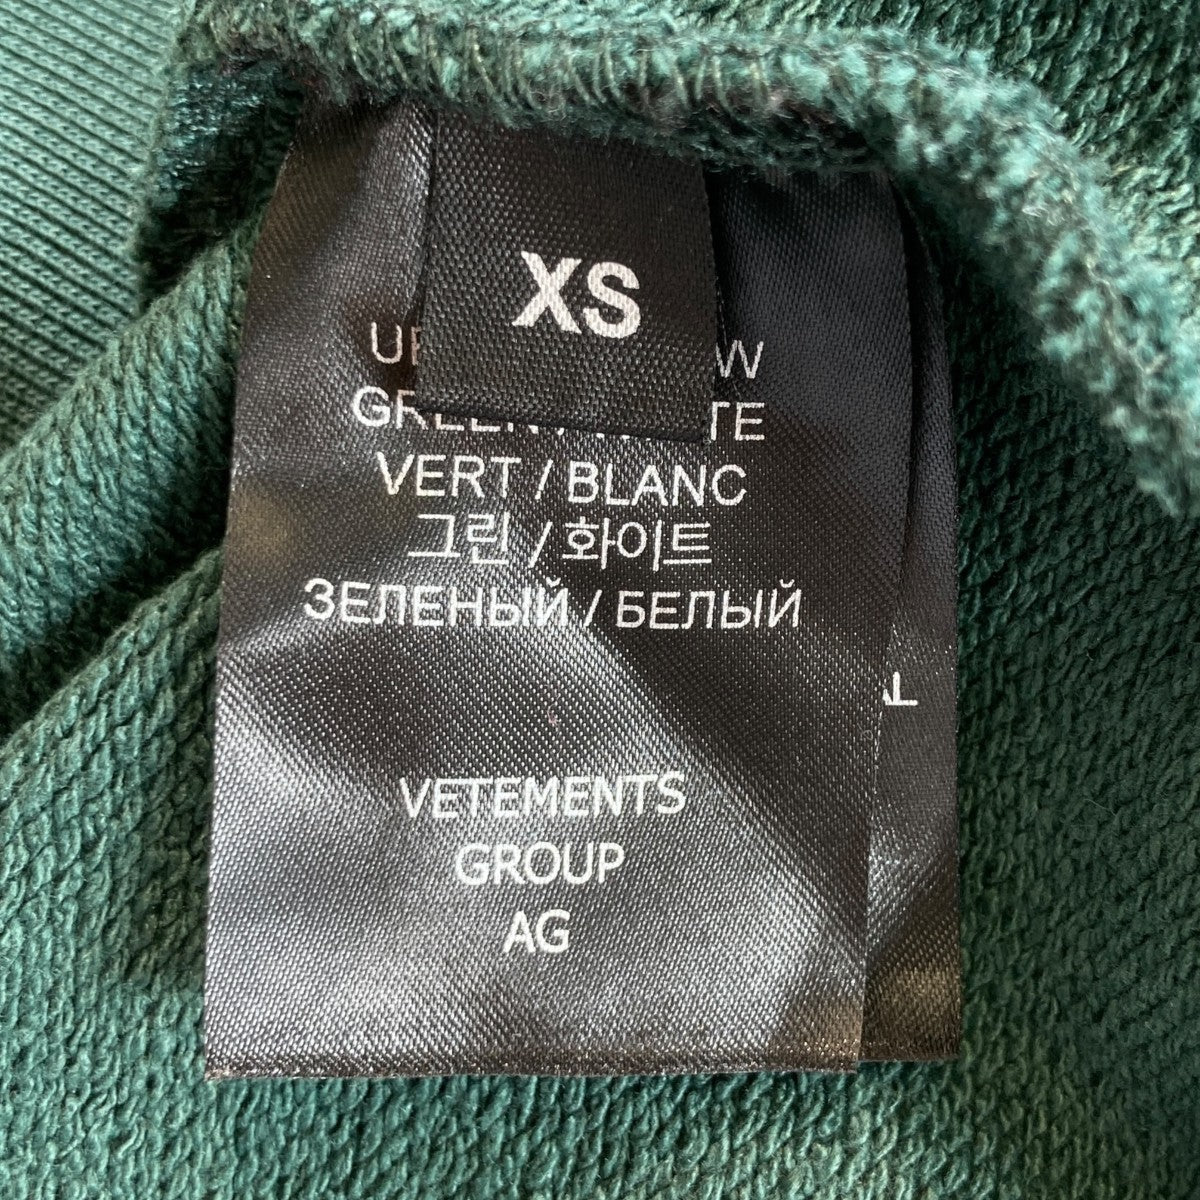 XS
VERT / BLANC
그린 / 화이트
ЗЕЛЕНЫЙ / БЕЛЫЙ
VETEMENTS
GROUP
AG